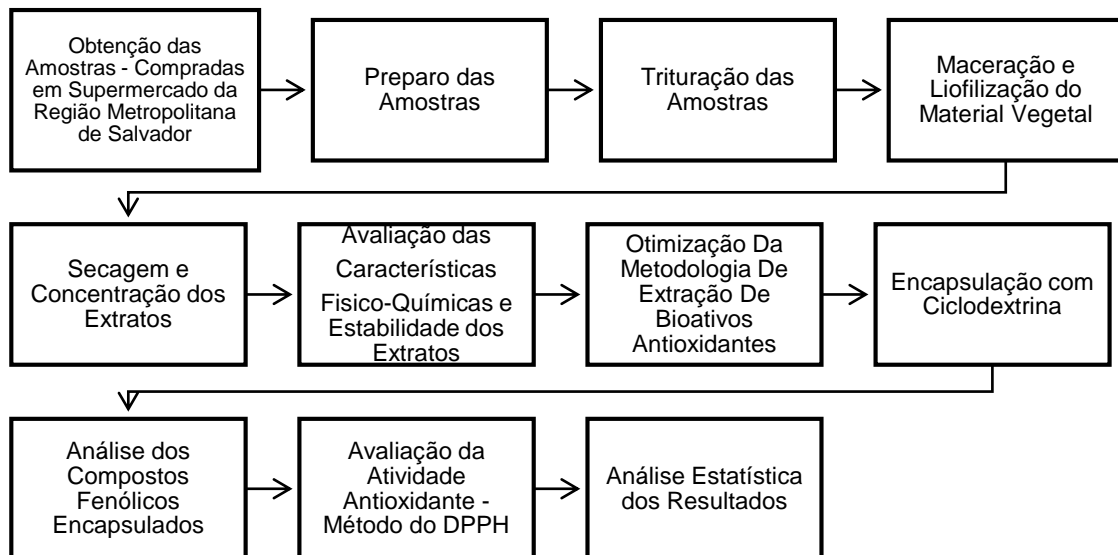 Obtenção das
Amostras - Compradas
em Supermercado da
Região Metropolitana
de Salvador
Preparo das
Amostras
Trituração das
Amostras
Maceração e
Liofilização do
Material Vegetal
Secagem e
Concentração dos
Extratos
Avaliação das
Características
Fisico-Químicas e
Estabilidade dos
Extratos
Otimização Da
Metodologia De
Extração De
Bioativos
Antioxidantes
Encapsulação com
Ciclodextrina
Análise dos
Compostos
Fenólicos
Encapsulados
Avaliação da
Atividade
Antioxidante -
Método do DPPH
Análise Estatística
dos Resultados